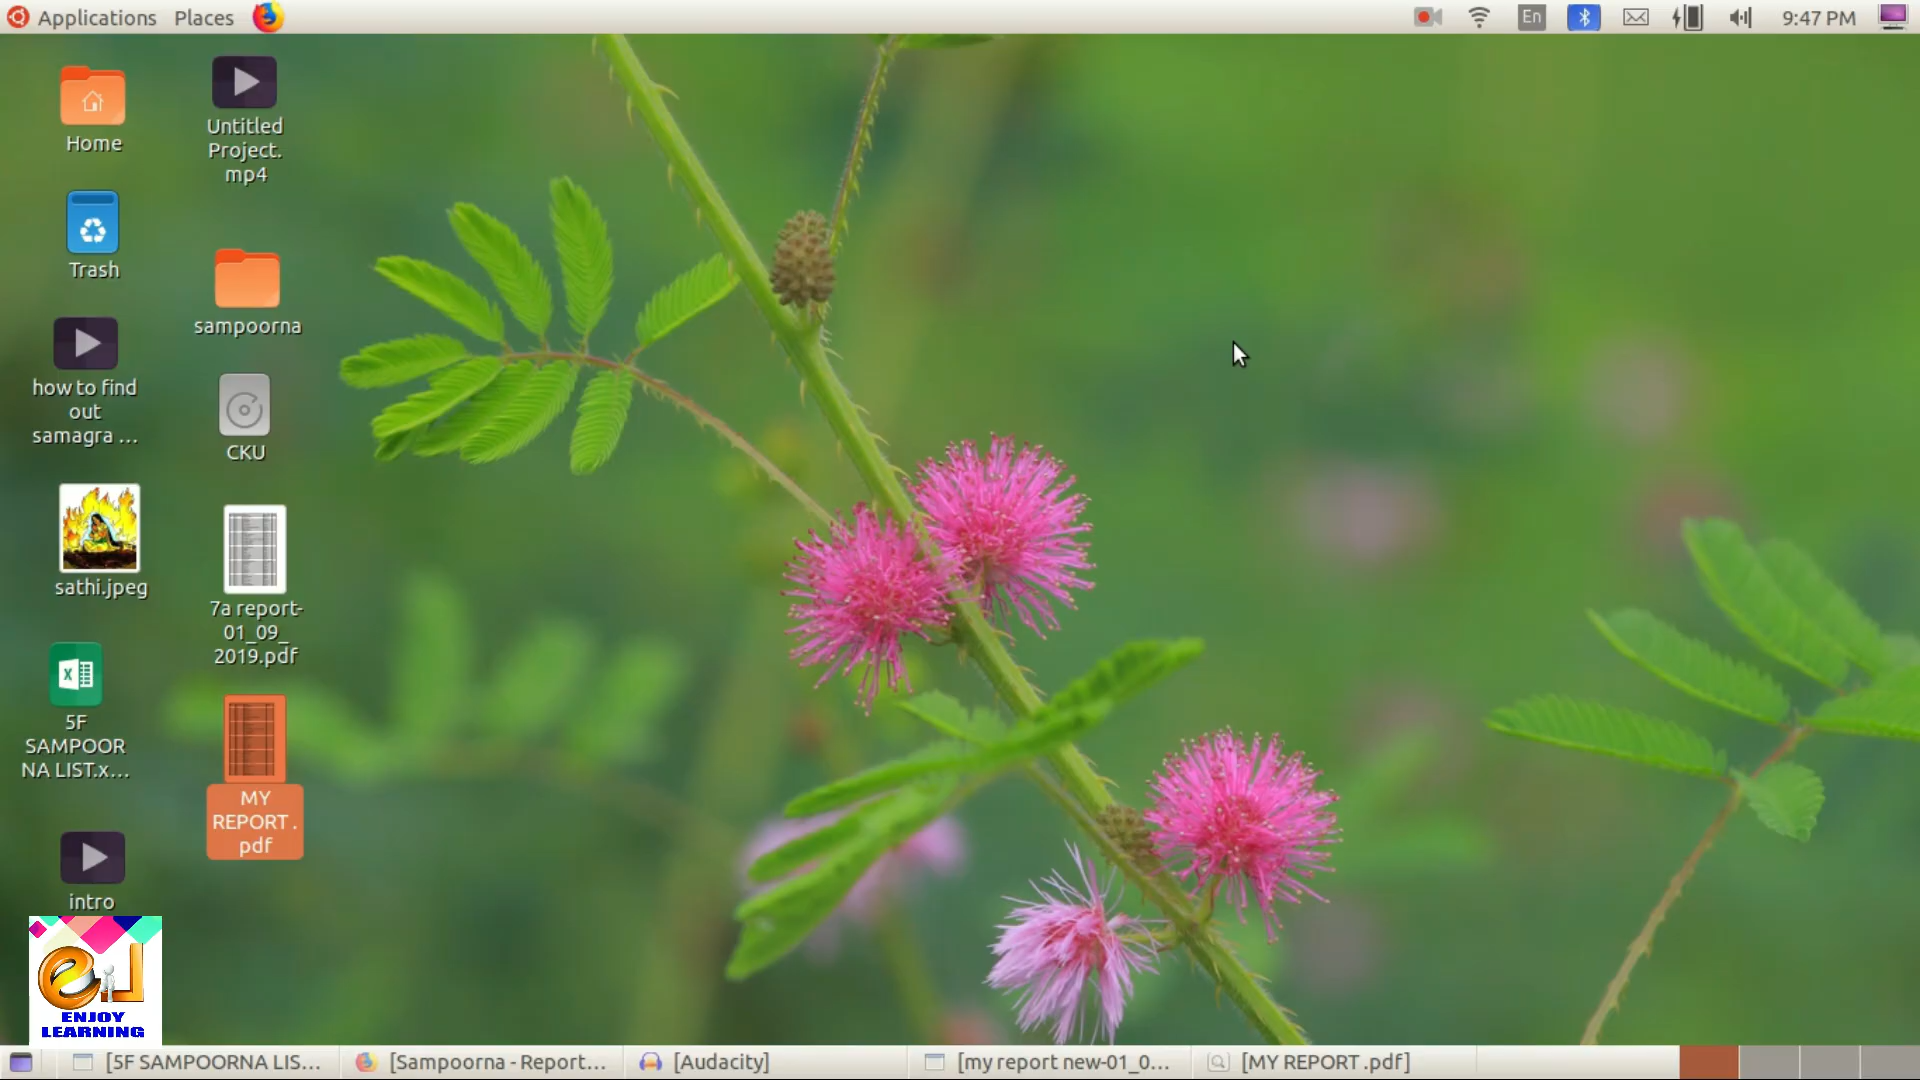 Applications Places En 9:47 PM
Home
Trash
how to find
out
samagra ...
sathi.jpeg
5F
SAMPOOR
NA LIST.x...
intro
Untitled
Project.
mp4
sampoorna
CKU
7a report-
01_09_
2019.pdf
MY
REPORT .
pdf
eL
ENJOY
LEARNING
[5F SAMPOORNA LIS... [Sampoorna - Report... [Audacity] [my report new-01_0... [MY REPORT .pdf]